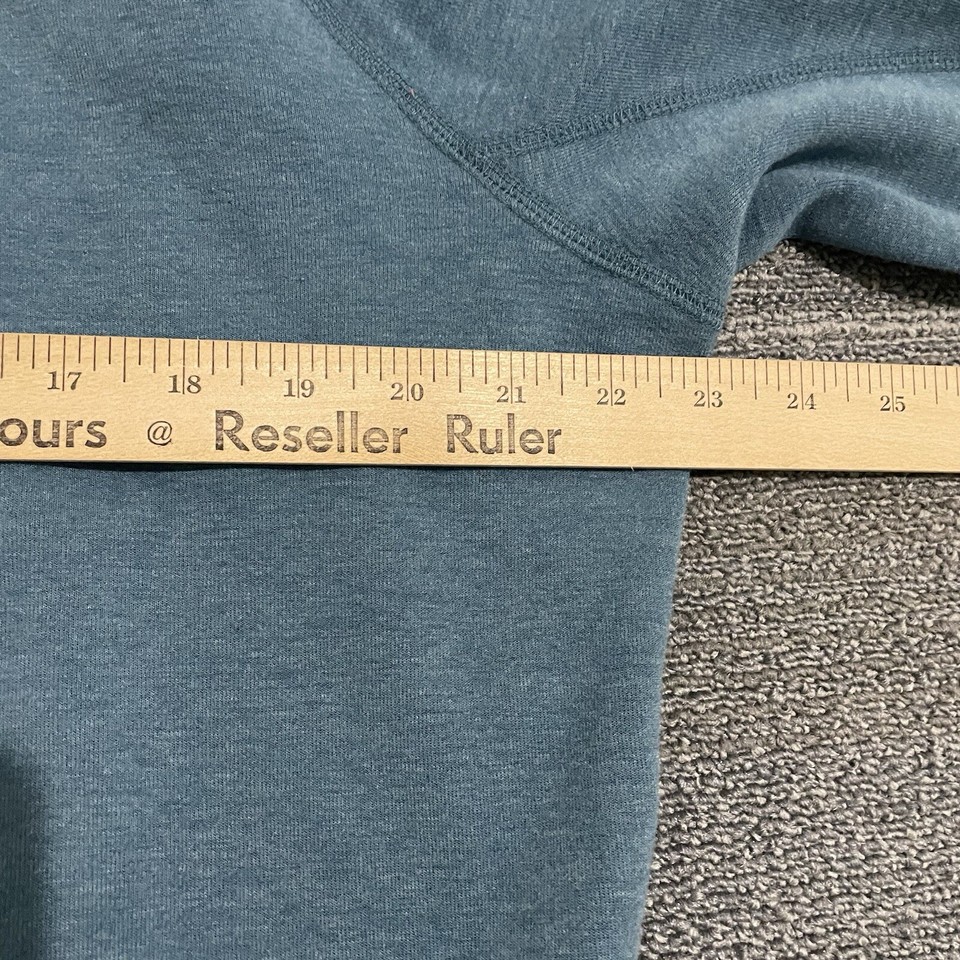 17 18 19 20 21 22 23 24 25
ours @ Reseller Ruler